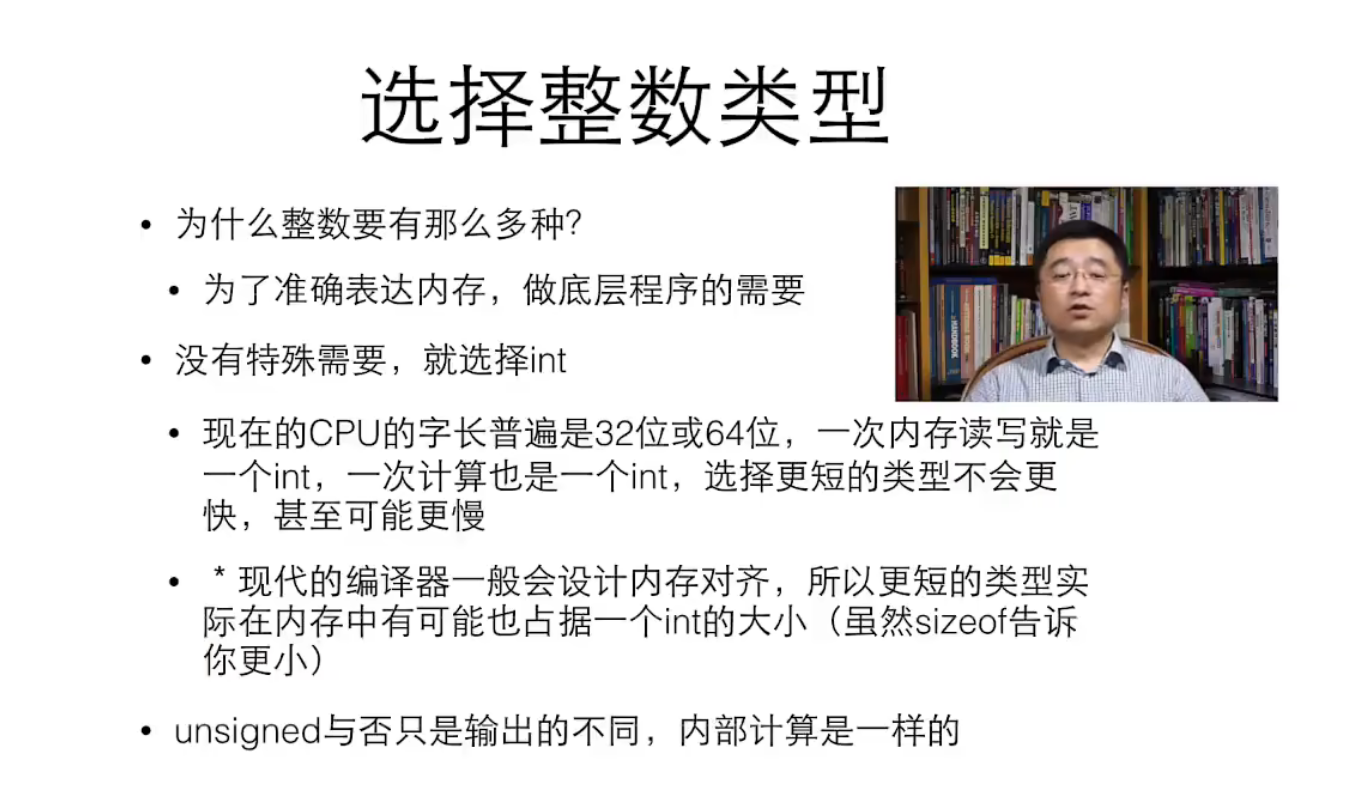 选择整数类型
• 为什么整数要有那么多种？
• 为了准确表达内存，做底层程序的需要
• 没有特殊需要，就选择int
• 现在的CPU的字长普遍是32位或64位，一次内存读写就是
一个int，一次计算也是一个int，选择更短的类型不会更
快，甚至可能更慢
• *现代的编译器一般会设计内存对齐，所以更短的类型实
际在内存中有可能也占据一个int的大小（虽然sizeof告诉
你更小）
• unsigned与否只是输出的不同，内部计算是一样的